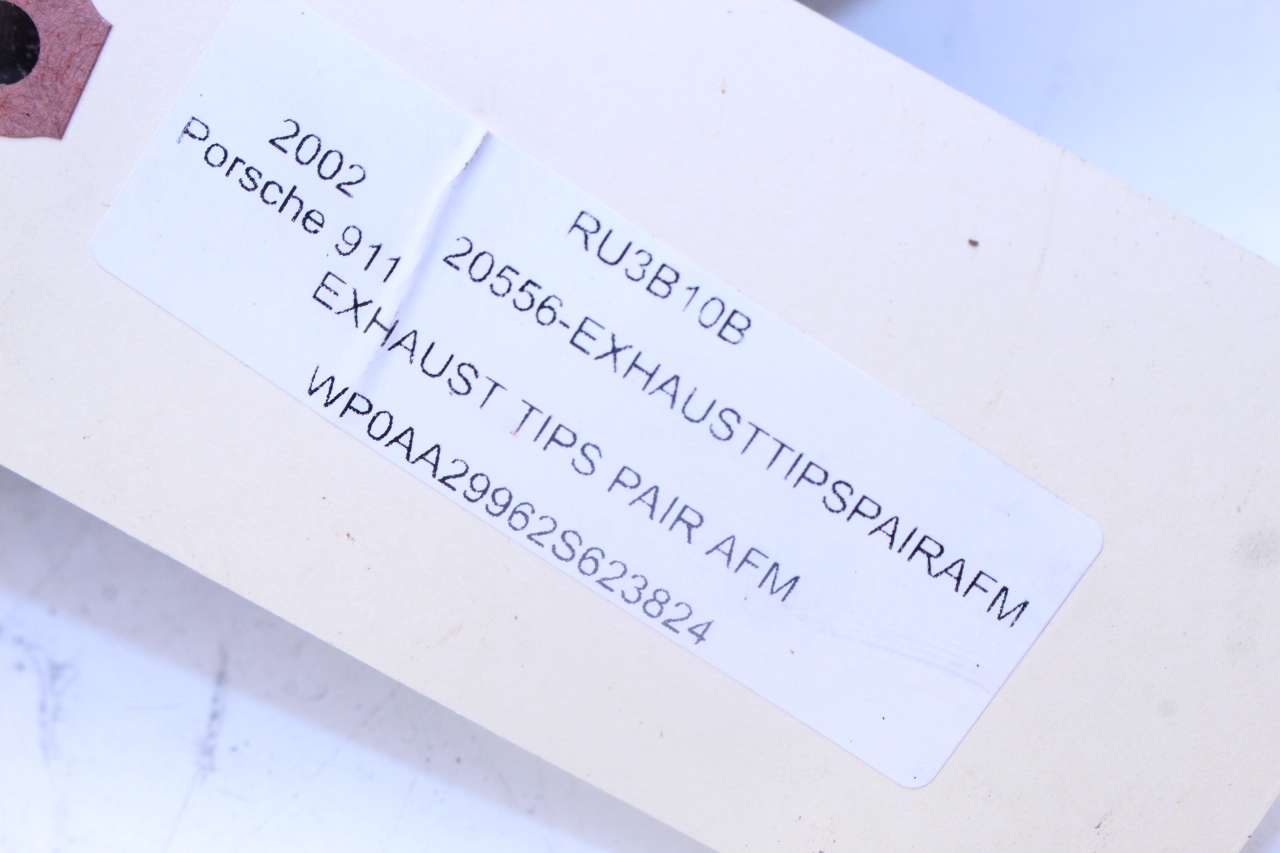 2002 RU3B10B
Porsche 911 20556-EXHAUSTTIPSPAIRAFM
EXHAUST TIPS PAIR AFM
WP0AA29962S623824